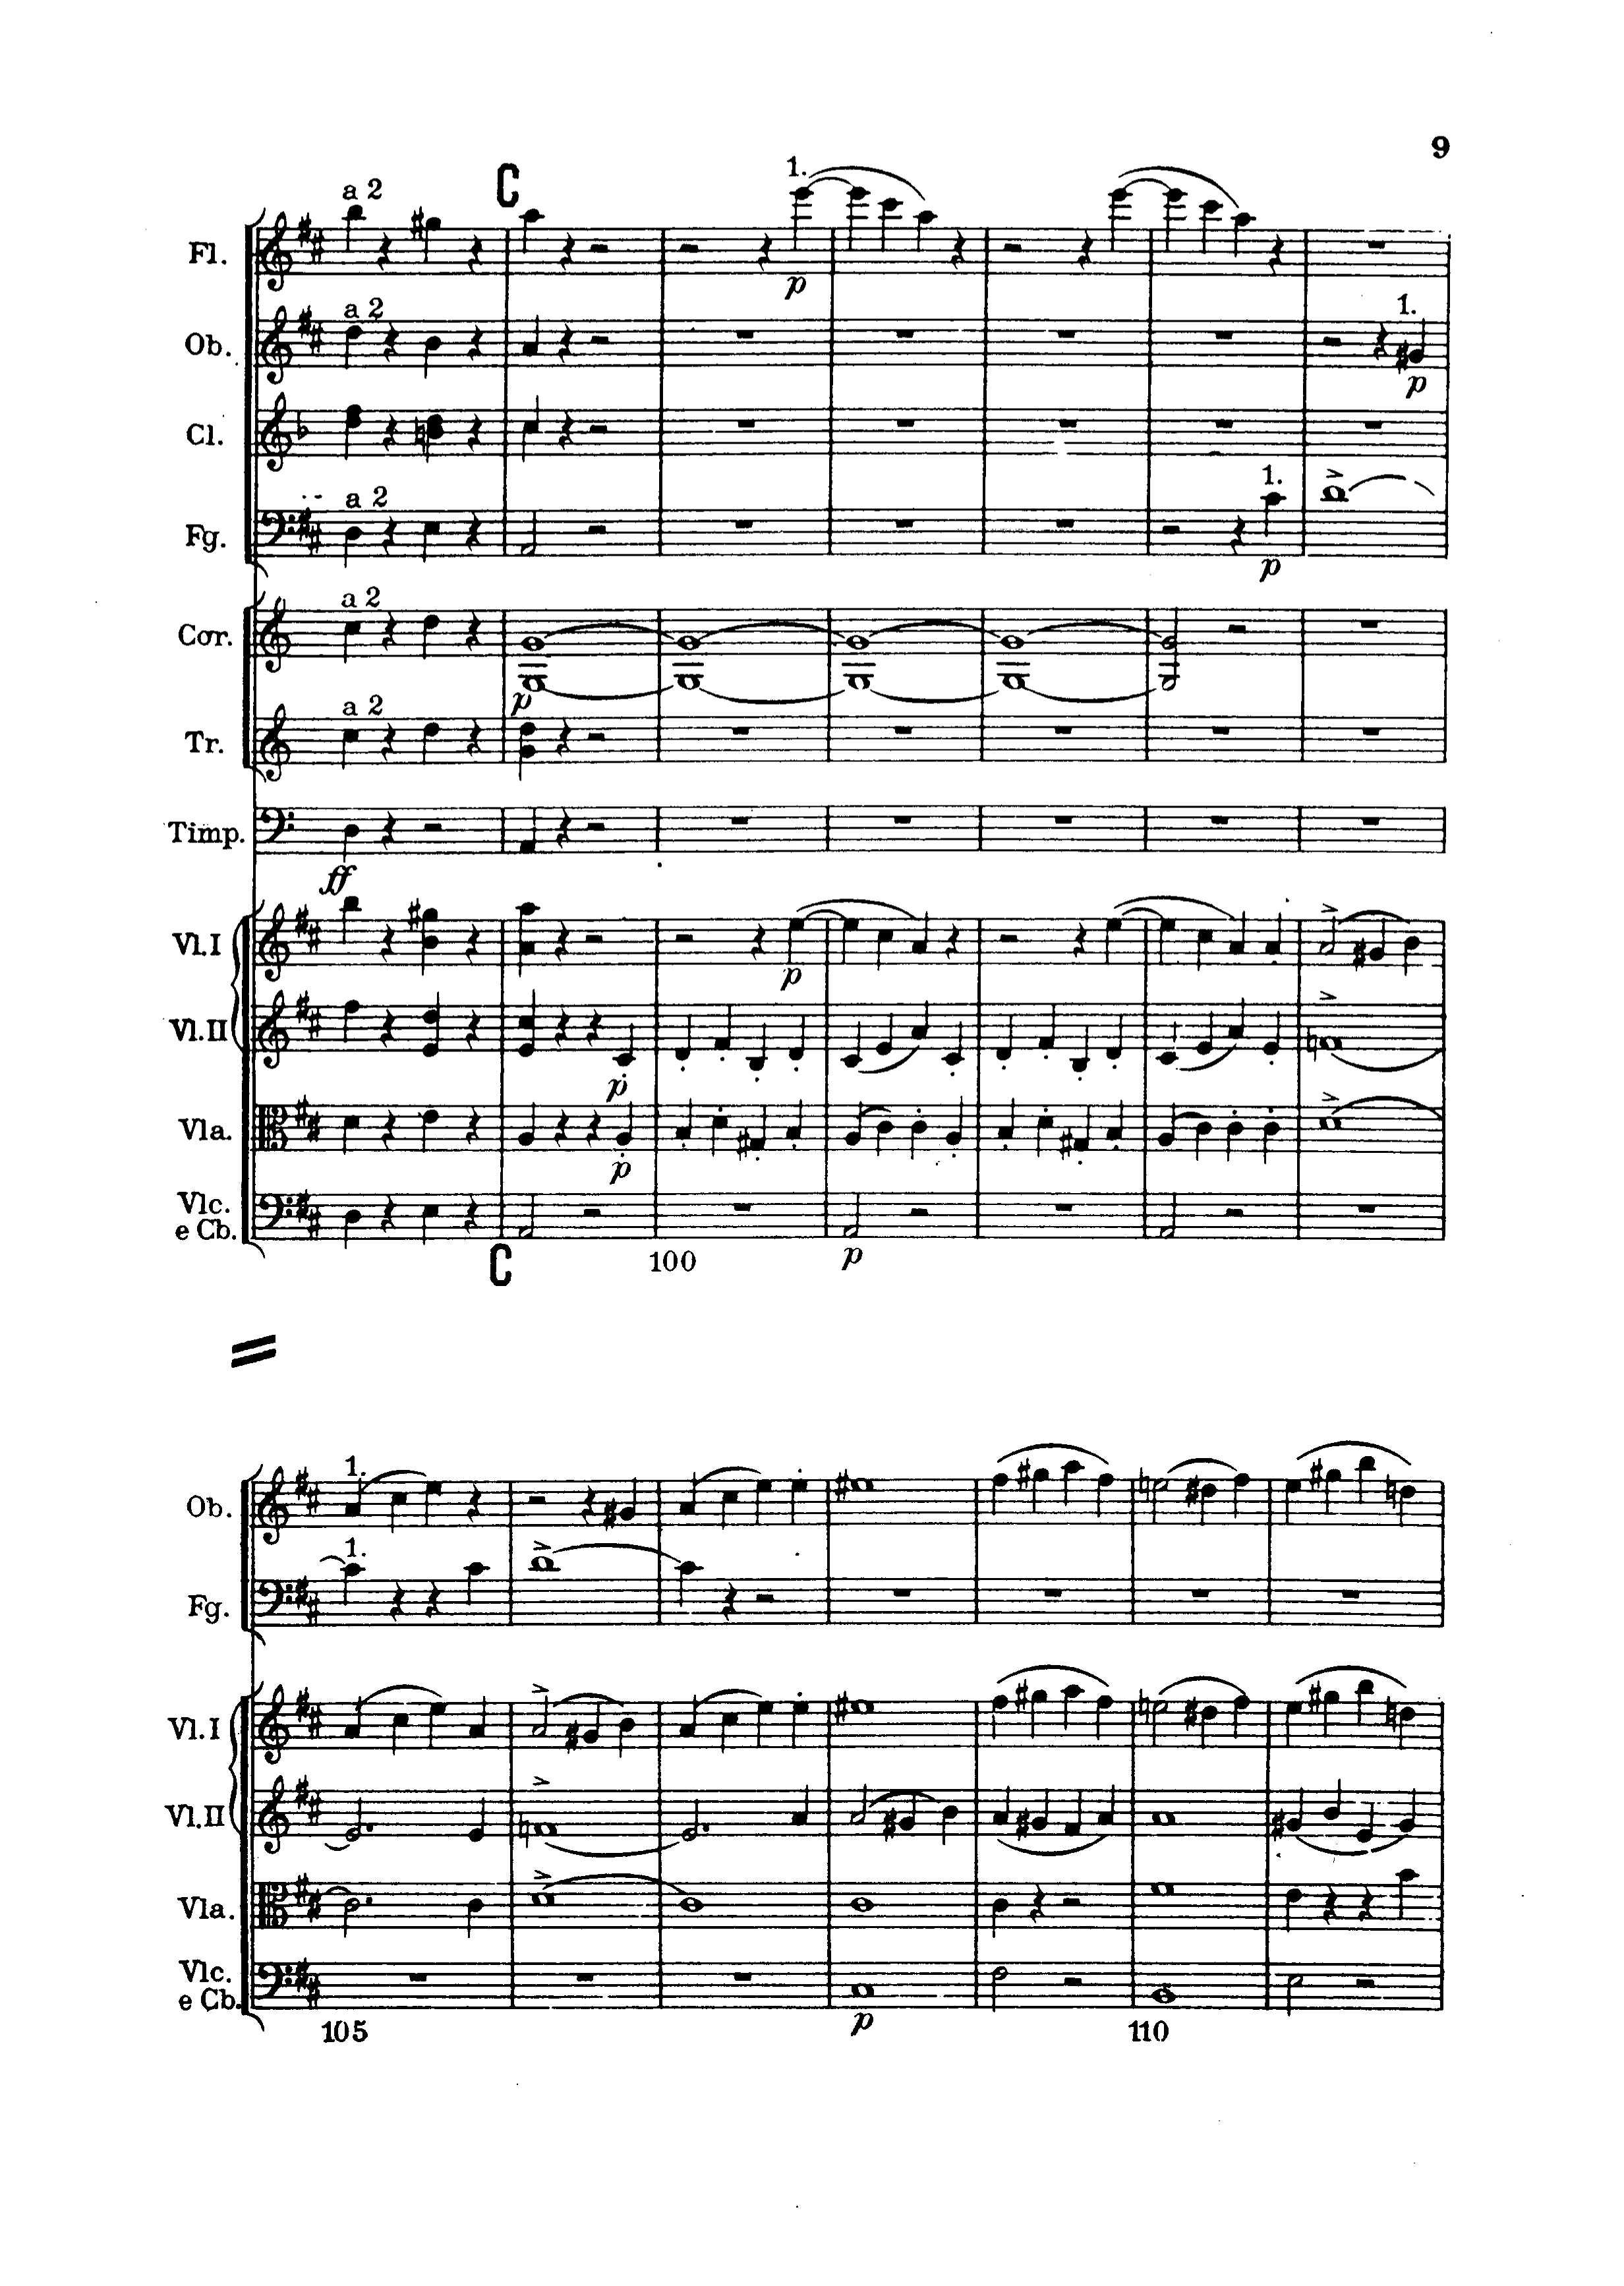 9
C
a 2
1.
Fl.
p
a 2
1.
Ob.
p
Cl.
a 2
1.
Fg.
p
a 2
Cor.
p
a 2
Tr.
Timp.
ff
Vl. I
p
Vl. II
p
Vla.
p
Vlc.
e Cb.
p
C
100
1.
Ob.
1.
Fg.
Vl. I
Vl. II
Vla.
Vlc.
e Cb.
p
105
110